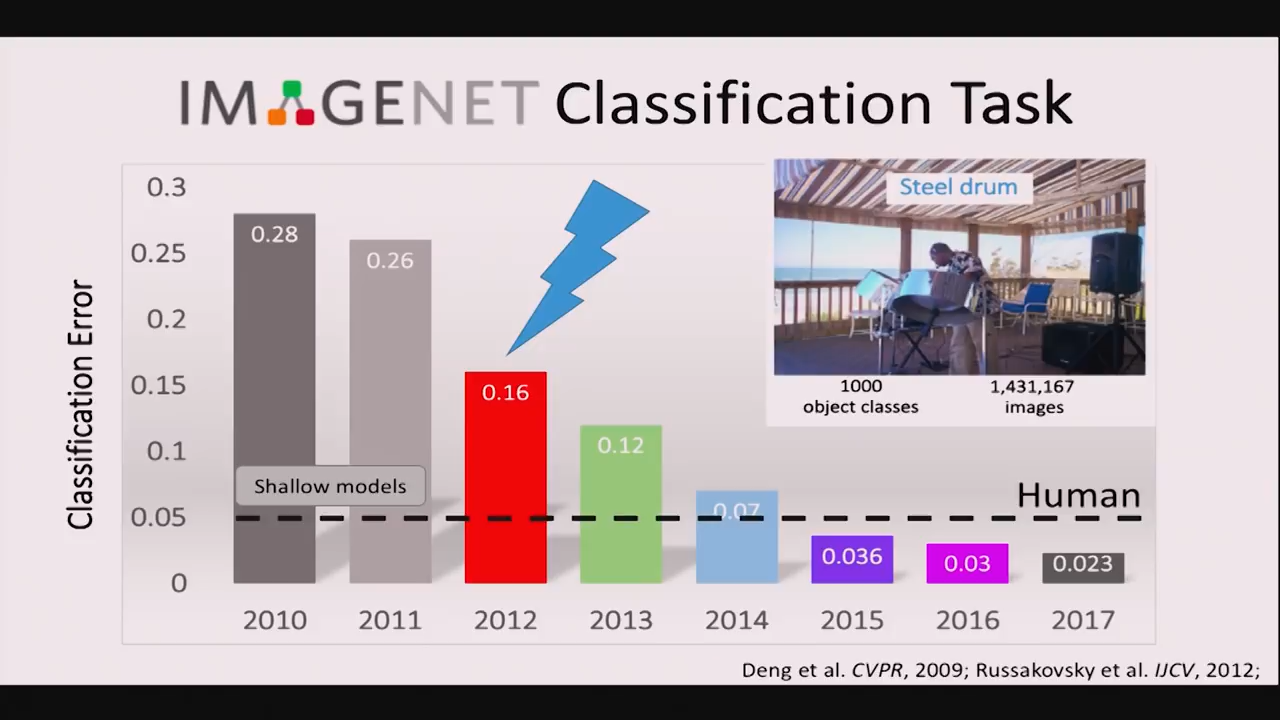 IMAGENET Classification Task
Steel drum
1000
object classes
1,431,167
images
Classification Error
0.3
0.25
0.2
0.15
0.1
0.05
0
0.28
0.26
0.16
0.12
0.07
0.036
0.03
0.023
Shallow models
Human
2010 2011 2012 2013 2014 2015 2016 2017
Deng et al. CVPR, 2009; Russakovsky et al. IJCV, 2012;